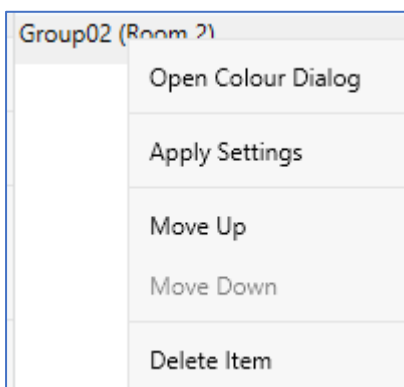 Group02 (Room 2)
Open Colour Dialog
Apply Settings
Move Up
Move Down
Delete Item